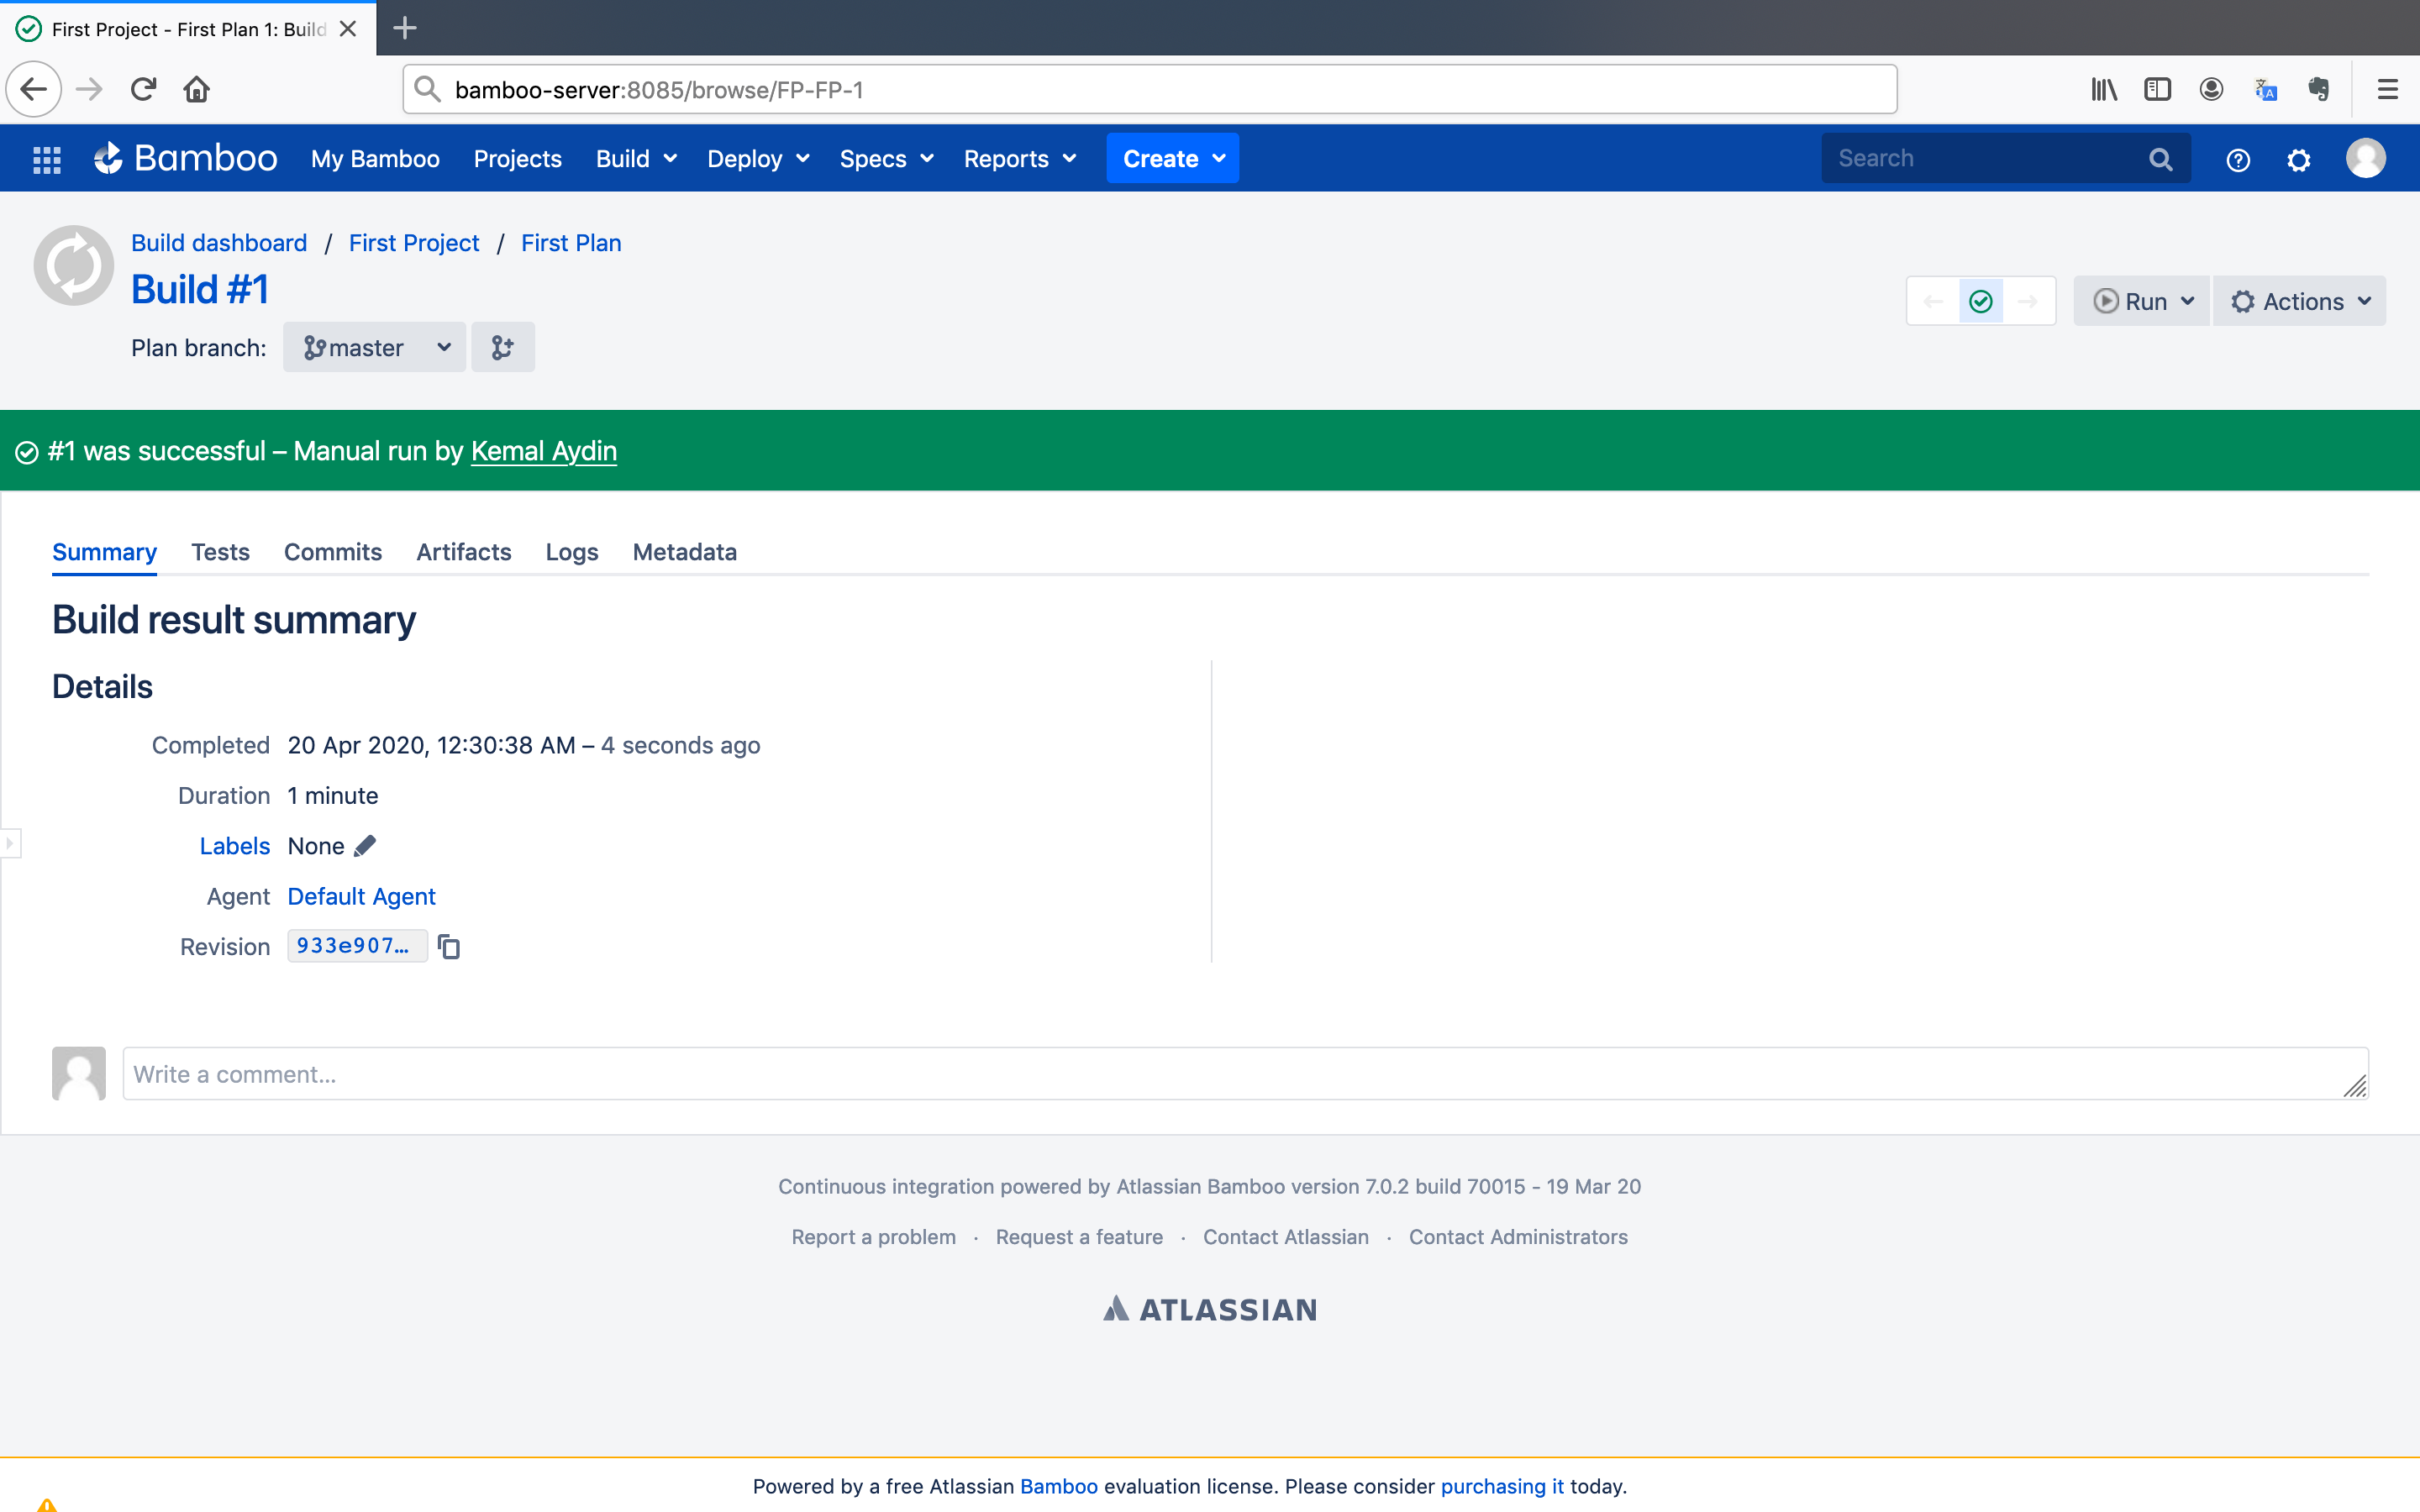 First Project - First Plan 1: Build
bamboo-server:8085/browse/FP-FP-1
Bamboo My Bamboo Projects Build Deploy Specs Reports Create Search
Build dashboard / First Project / First Plan
Build #1
Run Actions
Plan branch: master
#1 was successful – Manual run by Kemal Aydin
Summary Tests Commits Artifacts Logs Metadata
Build result summary
Details
Completed 20 Apr 2020, 12:30:38 AM – 4 seconds ago
Duration 1 minute
Labels None
Agent Default Agent
Revision 933e907…
Write a comment...
Continuous integration powered by Atlassian Bamboo version 7.0.2 build 70015 - 19 Mar 20
Report a problem · Request a feature · Contact Atlassian · Contact Administrators
ATLASSIAN
Powered by a free Atlassian Bamboo evaluation license. Please consider purchasing it today.